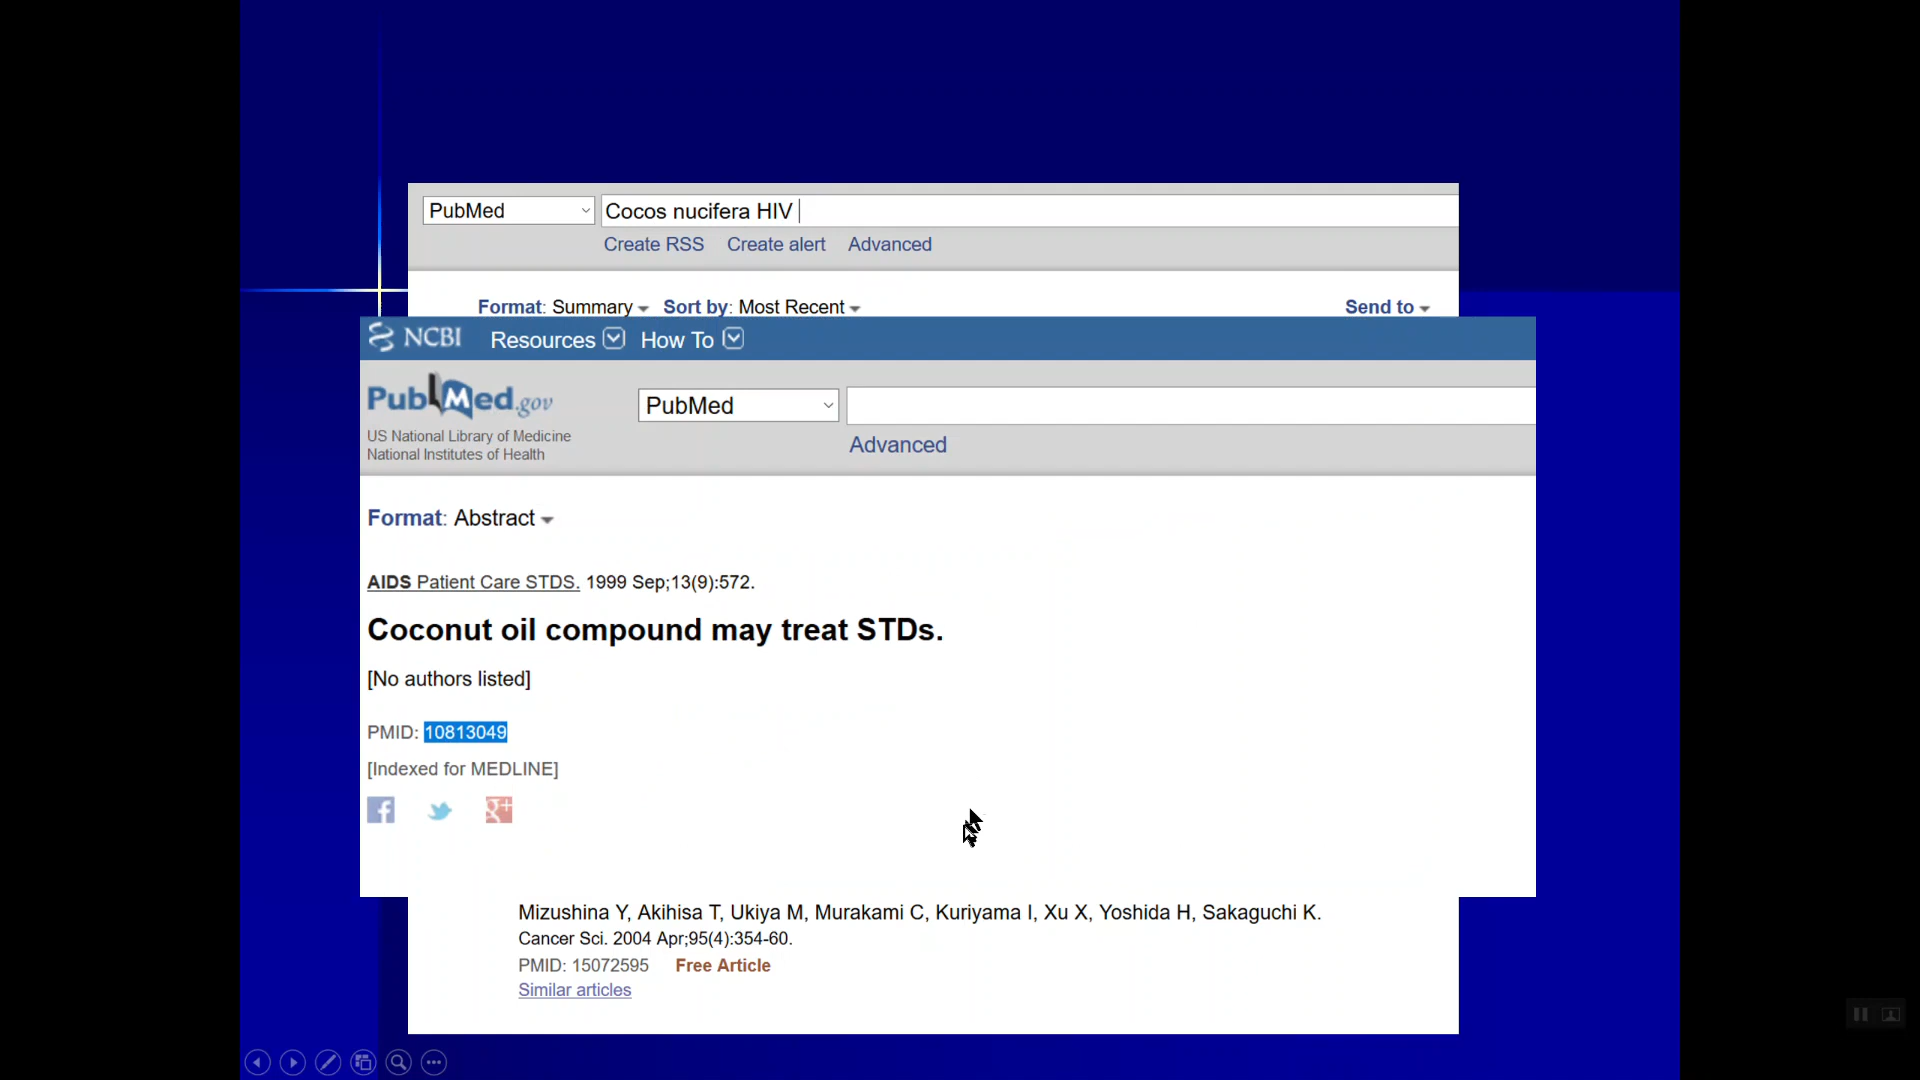 PubMed
Cocos nucifera HIV
Create RSS Create alert Advanced
Format: Summary Sort by: Most Recent Send to
NCBI Resources How To
PubMed.gov
US National Library of Medicine
National Institutes of Health
PubMed
Advanced
Format: Abstract
AIDS Patient Care STDS. 1999 Sep;13(9):572.
Coconut oil compound may treat STDs.
[No authors listed]
PMID: 10813049
[Indexed for MEDLINE]
f g+
Mizushina Y, Akihisa T, Ukiya M, Murakami C, Kuriyama I, Xu X, Yoshida H, Sakaguchi K.
Cancer Sci. 2004 Apr;95(4):354-60.
PMID: 15072595 Free Article
Similar articles